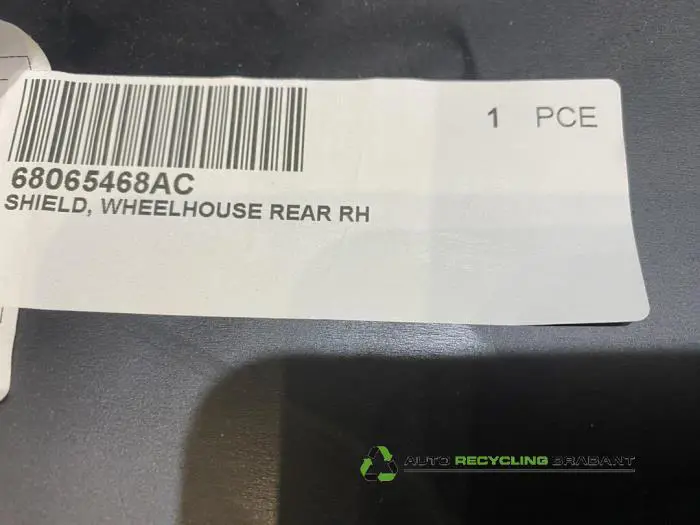 1 PCE
68065468AC
SHIELD, WHEELHOUSE REAR RH
AUTO RECYCLING BRABANT